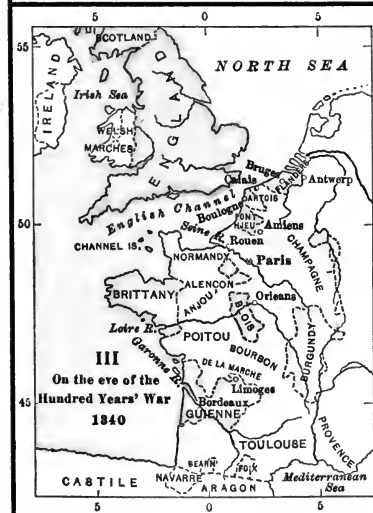 5 0 5
SCOTLAND
55
NORTH SEA
IRELAND
Irish Sea
ENGLAND
WELSH
MARCHES
Bruges
Calais
FLANDERS
Antwerp
English Channel
ARTOIS
Boulogne
PONT
HIEU
50
Amiens
Seine R.
Rouen
CHANNEL IS.
NORMANDY
Paris
CHAMPAGNE
ALENCON
BRITTANY
ANJOU
Orleans
BLOIS
Loire R.
POITOU
BOURBON
BURGUNDY
III
On the eve of the
Hundred Years' War
1340
Garonne R.
DE LA MARCHE
Limoges
45
Bordeaux
GUIENNE
TOULOUSE
PROVENCE
BEARN
FOIX
Mediterranean
Sea
CASTILE
NAVARRE
ARAGON
5 0 5